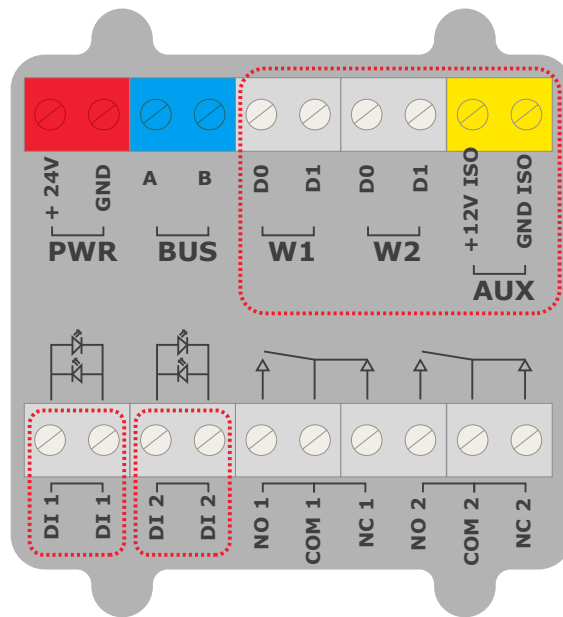 + 24V GND A B D0 D1 D0 D1 +12V ISO GND ISO
PWR BUS W1 W2
AUX
DI 1 DI 1 DI 2 DI 2 NO 1 COM 1 NC 1 NO 2 COM 2 NC 2